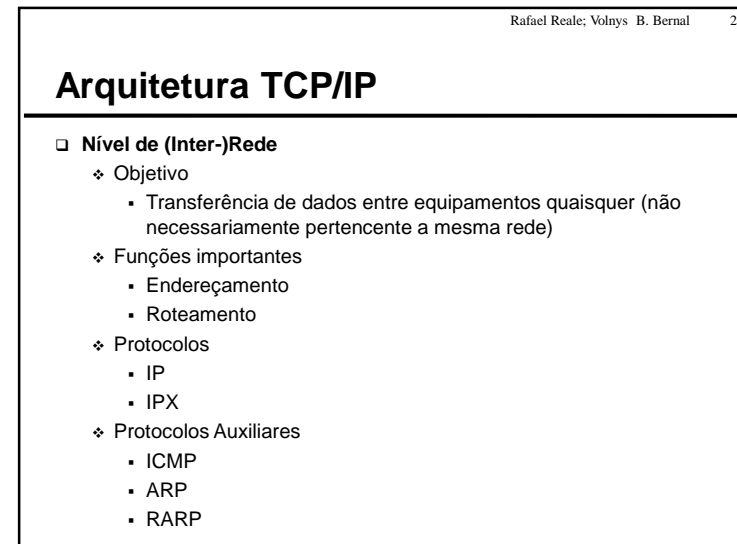 Rafael Reale; Volnys B. Bernal 2
Arquitetura TCP/IP
Nível de (Inter-)Rede
Objetivo
Transferência de dados entre equipamentos quaisquer (não
necessariamente pertencente a mesma rede)
Funções importantes
Endereçamento
Roteamento
Protocolos
IP
IPX
Protocolos Auxiliares
ICMP
ARP
RARP